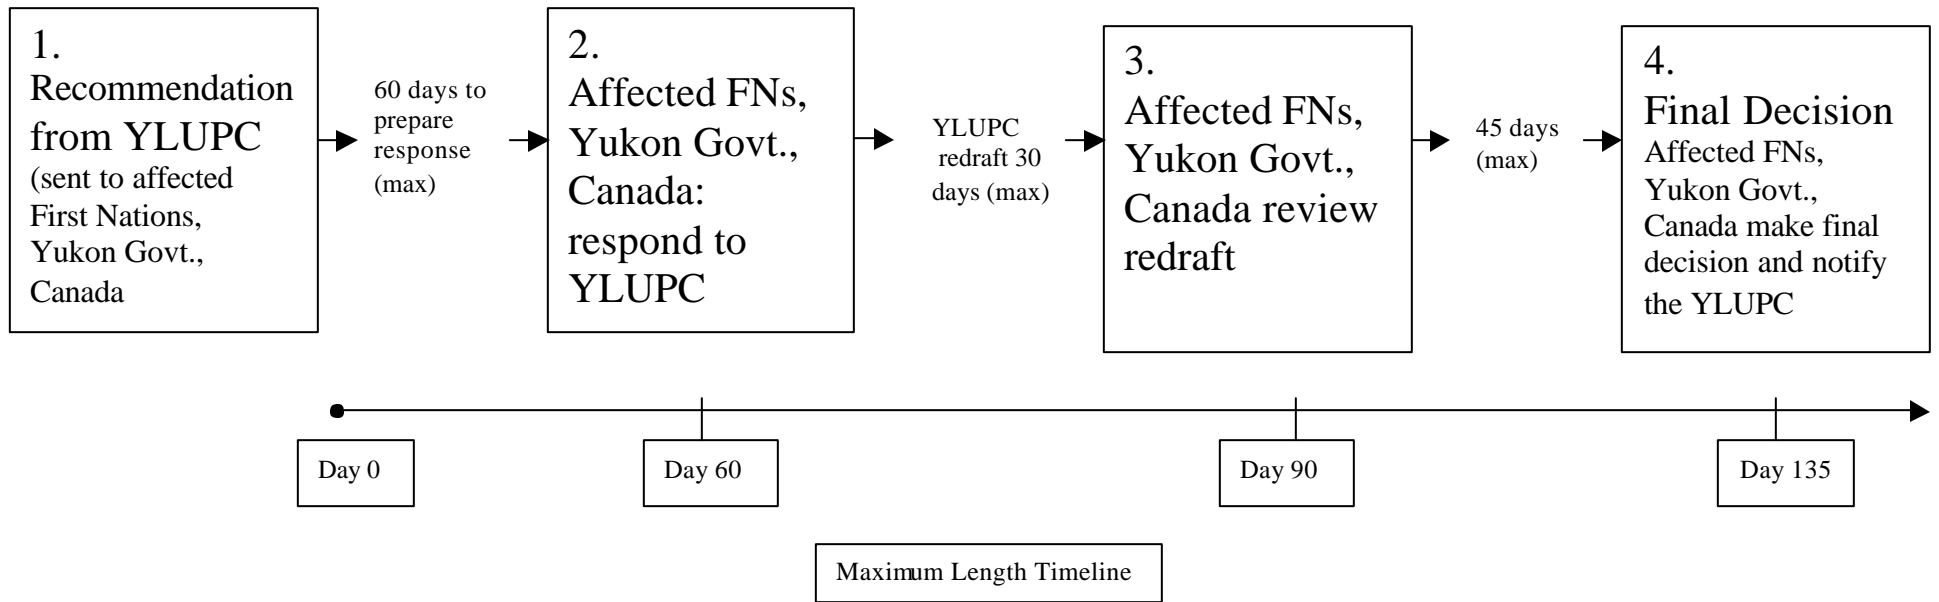 1.
Recommendation
from YLUPC
(sent to affected
First Nations,
Yukon Govt.,
Canada
60 days to
prepare
response
(max)
2.
Affected FNs,
Yukon Govt.,
Canada:
respond to
YLUPC
YLUPC
redraft 30
days (max)
3.
Affected FNs,
Yukon Govt.,
Canada review
redraft
45 days
(max)
4.
Final Decision
Affected FNs,
Yukon Govt.,
Canada make final
decision and notify
the YLUPC
Day 0
Day 60
Day 90
Day 135
Maximum Length Timeline